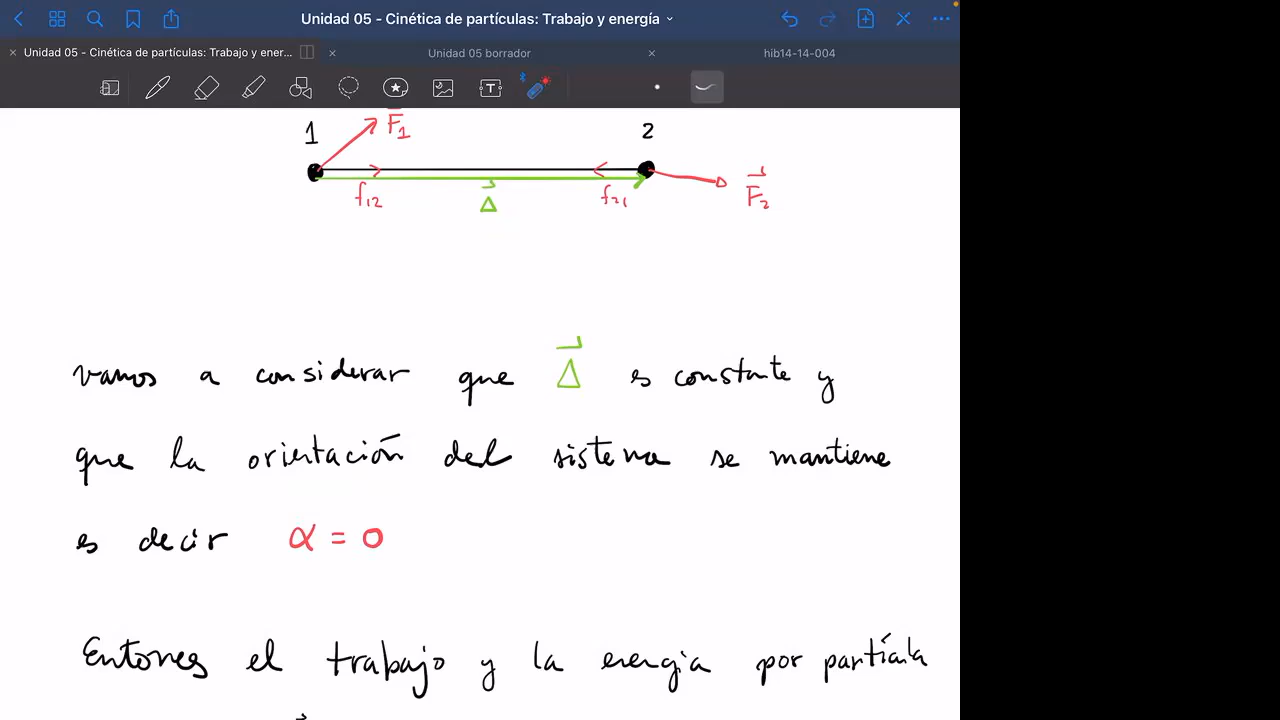 Unidad 05 - Cinética de partículas: Trabajo y energía
Unidad 05 - Cinética de partículas: Trabajo y ener...
Unidad 05 borrador
hib14-14-004
1
F₁
2
f₁₂
Δ
f₂₁
F₂
vamos a considerar que Δ es constante y
que la orientación del sistema se mantiene
es decir α = 0
Entonces el trabajo y la energia por partícula